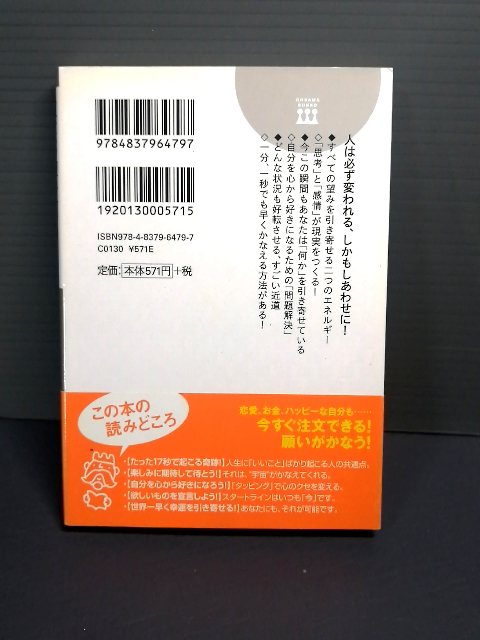 OHSAMA
BUNKO
人は必ず変われる、しかもしあわせに！
◆すべての望みを引き寄せる二つのエネルギー
◇「思考」と「感情」が現実をつくる！
◆今この瞬間もあなたは「何か」を引き寄せている
◇自分を心から好きになるための「問題解決」
◆どんな状況も好転させる、すごい近道
◇一分、一秒でも早くかなえる方法がある！
9784837964797
1920130005715
ISBN978-4-8379-6479-7
C0130 ¥571E
定価：本体571円＋税
この本の
読みどころ
恋愛、お金、ハッピーな自分も……
今すぐ注文できる！
願いがかなう！
・【たった17秒で起こる奇跡!】人生に「いいこと」ばかり起こる人の共通点。
・【楽しみに期待して待とう!】それは、“宇宙”がかなえてくれる。
・【自分を心から好きになろう!】「タッピング」で心のクセを変える。
・【欲しいものを宣言しよう!】スタートラインはいつも「今」です。
・【世界一早く幸運を引き寄せる!】あなたにも、それが可能です。